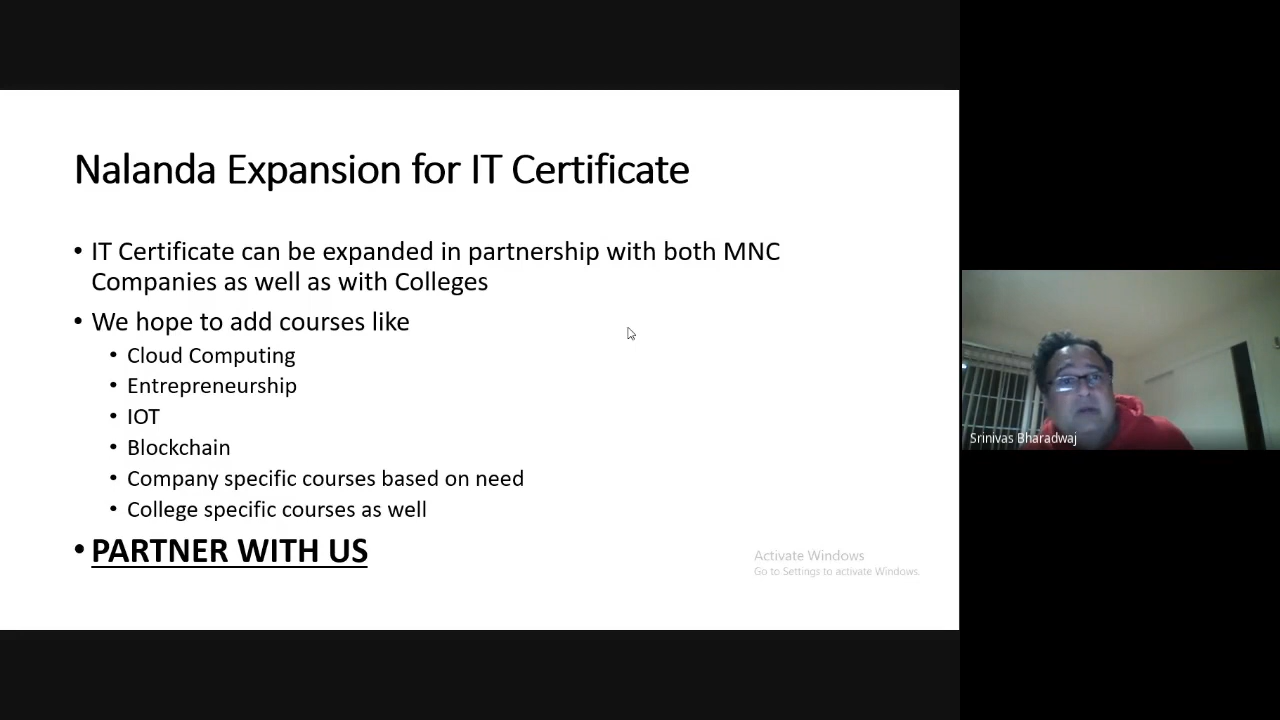 Nalanda Expansion for IT Certificate
• IT Certificate can be expanded in partnership with both MNC
Companies as well as with Colleges
• We hope to add courses like
• Cloud Computing
• Entrepreneurship
• IOT
• Blockchain
• Company specific courses based on need
• College specific courses as well
• PARTNER WITH US
Activate Windows
Go to Settings to activate Windows.
Srinivas Bharadwaj